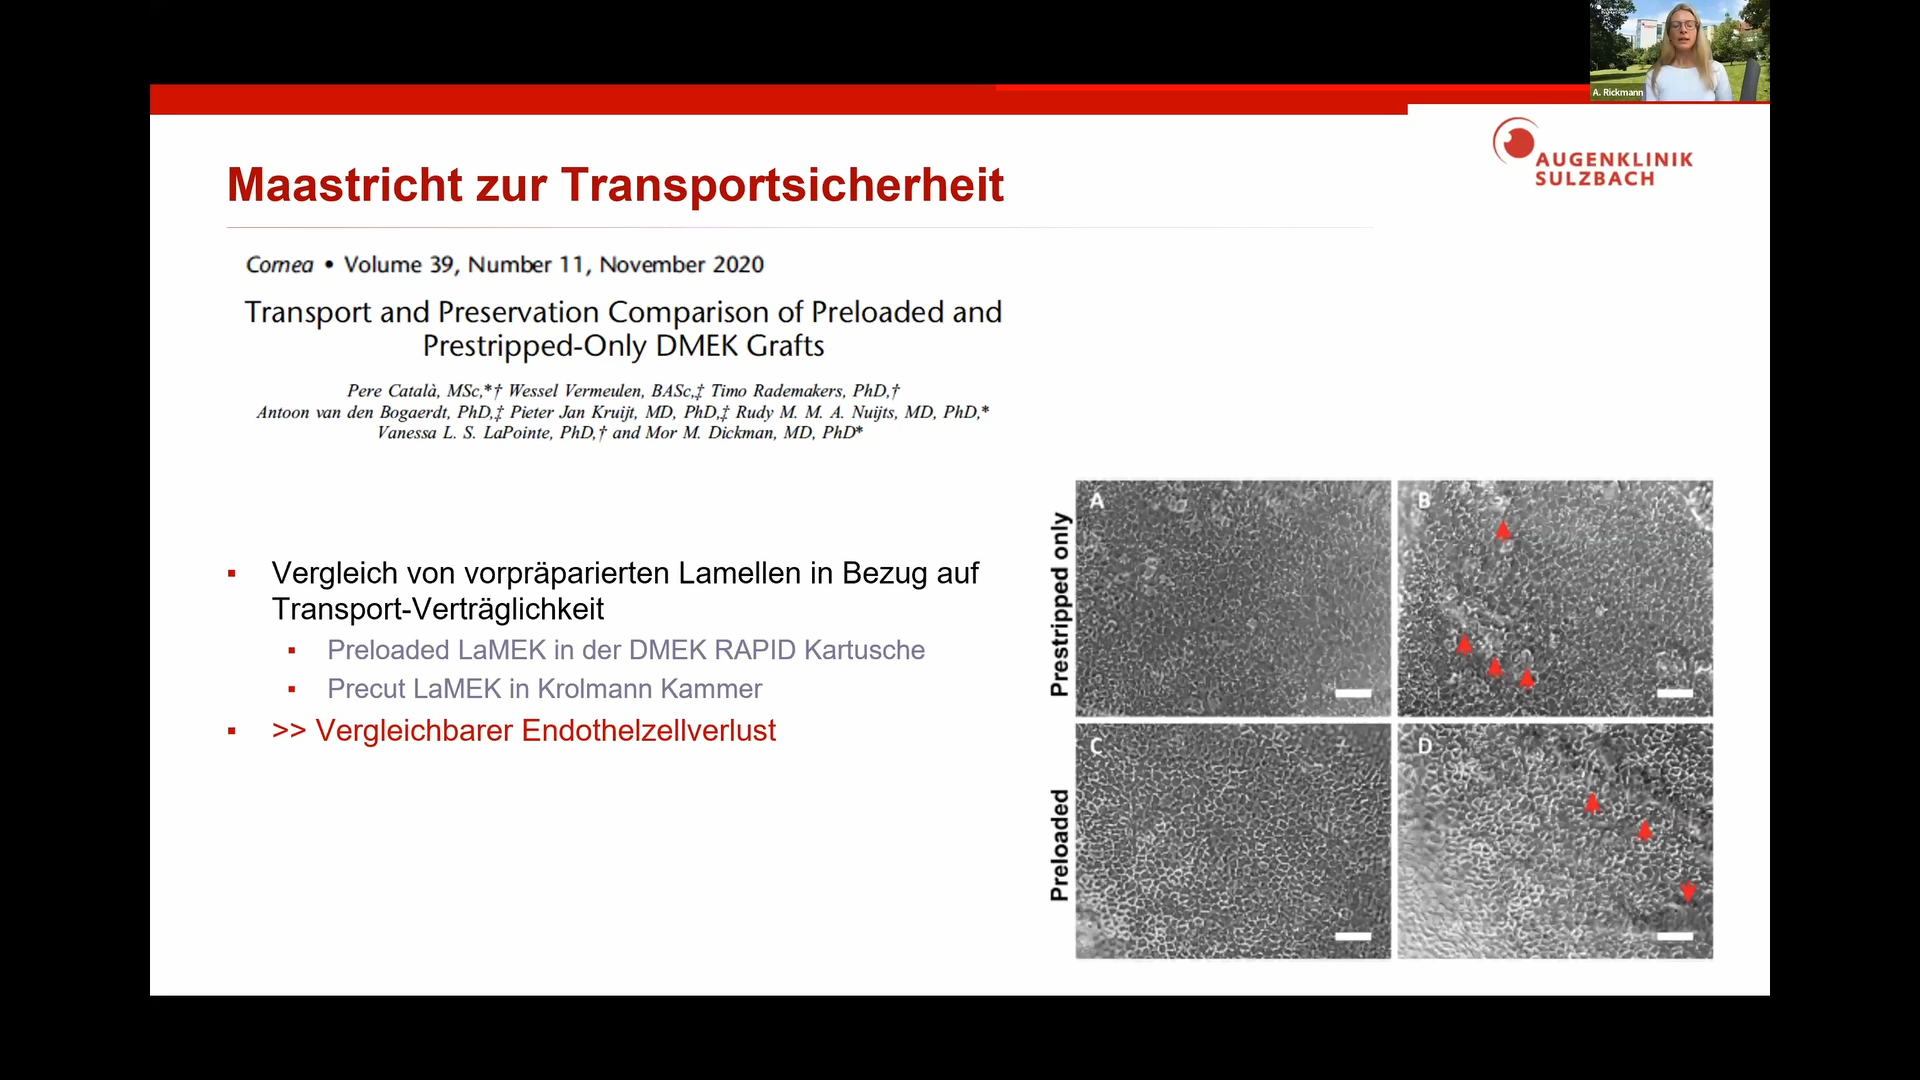 A. Rickmann
AUGENKLINIK
SULZBACH
Maastricht zur Transportsicherheit
Cornea • Volume 39, Number 11, November 2020
Transport and Preservation Comparison of Preloaded and
Prestripped-Only DMEK Grafts
Pere Català, MSc,*† Wessel Vermeulen, BASc,‡ Timo Rademakers, PhD,†
Antoon van den Bogaerdt, PhD,‡ Pieter Jan Kruijt, MD, PhD,‡ Rudy M. M. A. Nuijts, MD, PhD,*
Vanessa L. S. LaPointe, PhD,† and Mor M. Dickman, MD, PhD*
▪ Vergleich von vorpräparierten Lamellen in Bezug auf
Transport-Verträglichkeit
▪ Preloaded LaMEK in der DMEK RAPID Kartusche
▪ Precut LaMEK in Krolmann Kammer
▪ >> Vergleichbarer Endothelzellverlust
Prestripped only
A
B
Preloaded
C
D